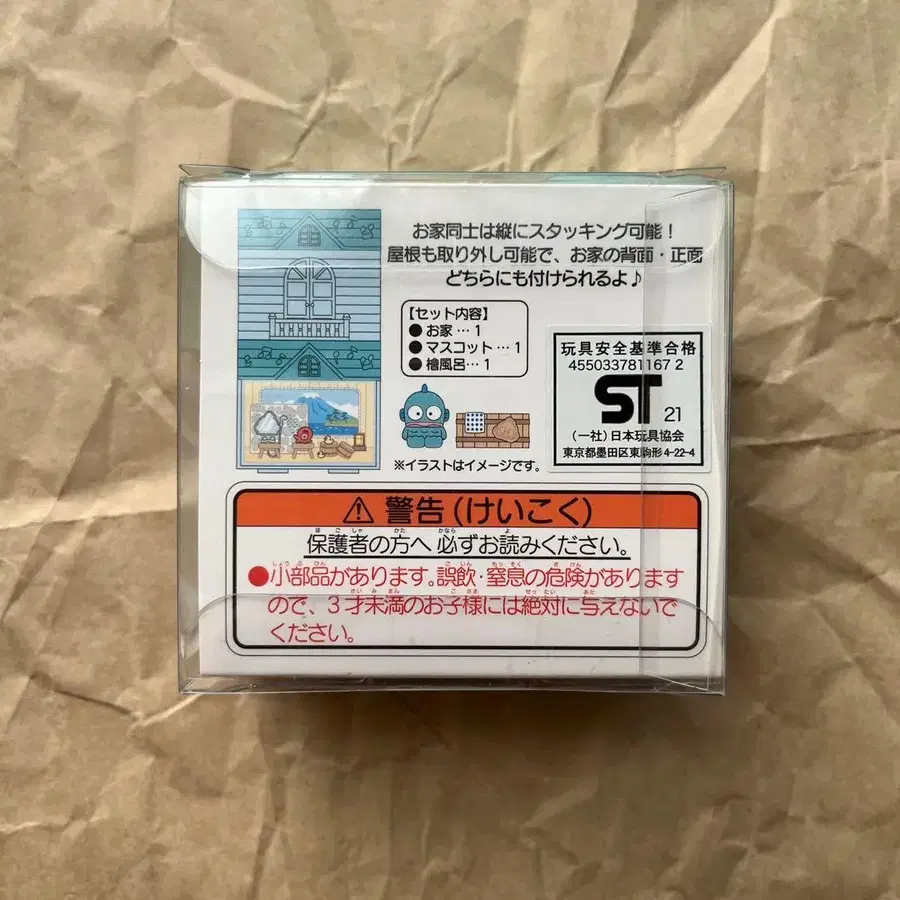 お家同士は縦にスタッキング可能！
屋根も取り外し可能で、お家の背面・正面
どちらにも付けられるよ♪
【セット内容】
●お家…1
●マスコット…1
●檜風呂…1
※イラストはイメージです。
玩具安全基準合格
455033781167 2
ST 21
(一社)日本玩具協会
東京都墨田区東駒形4-22-4
⚠警告(けいこく)
保護者の方へ必ずお読みください。
●小部品があります。誤飲・窒息の危険があります
ので、3才未満のお子様には絶対に与えないで
ください。